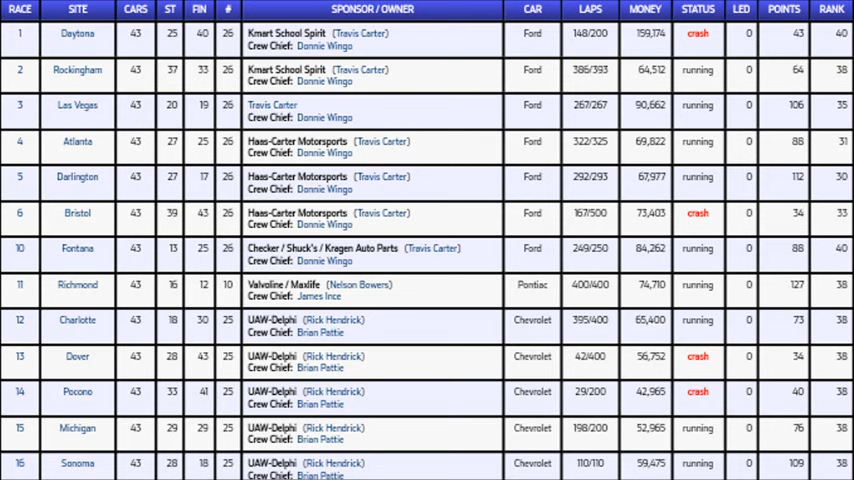 RACE SITE CARS ST FIN # SPONSOR / OWNER CAR LAPS MONEY STATUS LED POINTS RANK
1 Daytona 43 25 40 26 Kmart School Spirit (Travis Carter) Ford 148/200 159,174 crash 0 43 40
Crew Chief: Donnie Wingo
2 Rockingham 43 37 33 26 Kmart School Spirit (Travis Carter) Ford 386/393 64,512 running 0 64 38
Crew Chief: Donnie Wingo
3 Las Vegas 43 20 19 26 Travis Carter Ford 267/267 90,662 running 0 106 35
Crew Chief: Donnie Wingo
4 Atlanta 43 27 25 26 Haas-Carter Motorsports (Travis Carter) Ford 322/325 69,822 running 0 88 31
Crew Chief: Donnie Wingo
5 Darlington 43 27 17 26 Haas-Carter Motorsports (Travis Carter) Ford 292/293 67,977 running 0 112 30
Crew Chief: Donnie Wingo
6 Bristol 43 39 43 26 Haas-Carter Motorsports (Travis Carter) Ford 167/500 73,403 crash 0 34 33
Crew Chief: Donnie Wingo
10 Fontana 43 13 25 26 Checker / Shuck's / Kragen Auto Parts (Travis Carter) Ford 249/250 84,262 running 0 88 40
Crew Chief: Donnie Wingo
11 Richmond 43 16 12 10 Valvoline / Maxlife (Nelson Bowers) Pontiac 400/400 74,710 running 0 127 38
Crew Chief: James Ince
12 Charlotte 43 18 30 25 UAW-Delphi (Rick Hendrick) Chevrolet 395/400 65,400 running 0 73 38
Crew Chief: Brian Pattie
13 Dover 43 28 43 25 UAW-Delphi (Rick Hendrick) Chevrolet 42/400 56,752 crash 0 34 38
Crew Chief: Brian Pattie
14 Pocono 43 33 41 25 UAW-Delphi (Rick Hendrick) Chevrolet 29/200 42,965 crash 0 40 38
Crew Chief: Brian Pattie
15 Michigan 43 29 29 25 UAW-Delphi (Rick Hendrick) Chevrolet 198/200 52,965 running 0 76 38
Crew Chief: Brian Pattie
16 Sonoma 43 28 18 25 UAW-Delphi (Rick Hendrick) Chevrolet 110/110 59,475 running 0 109 38
Crew Chief: Brian Pattie